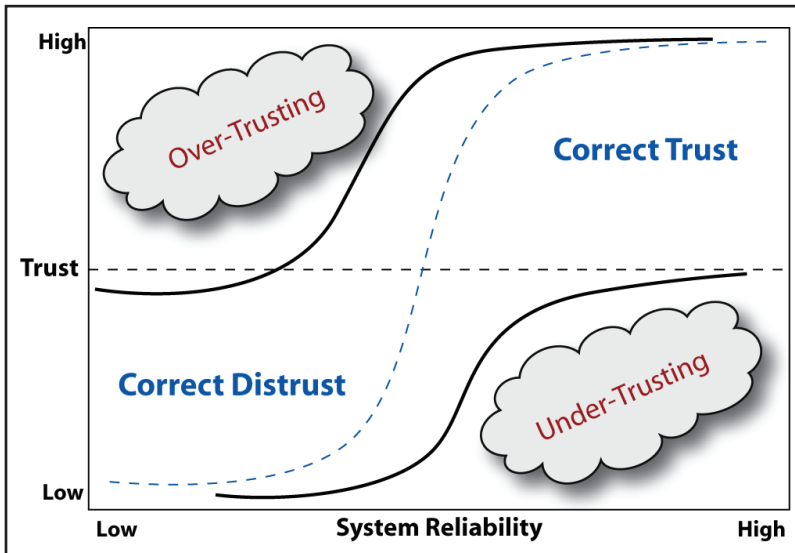 High
Over-Trusting
Correct Trust
Trust
Correct Distrust
Under-Trusting
Low
Low
System Reliability
High